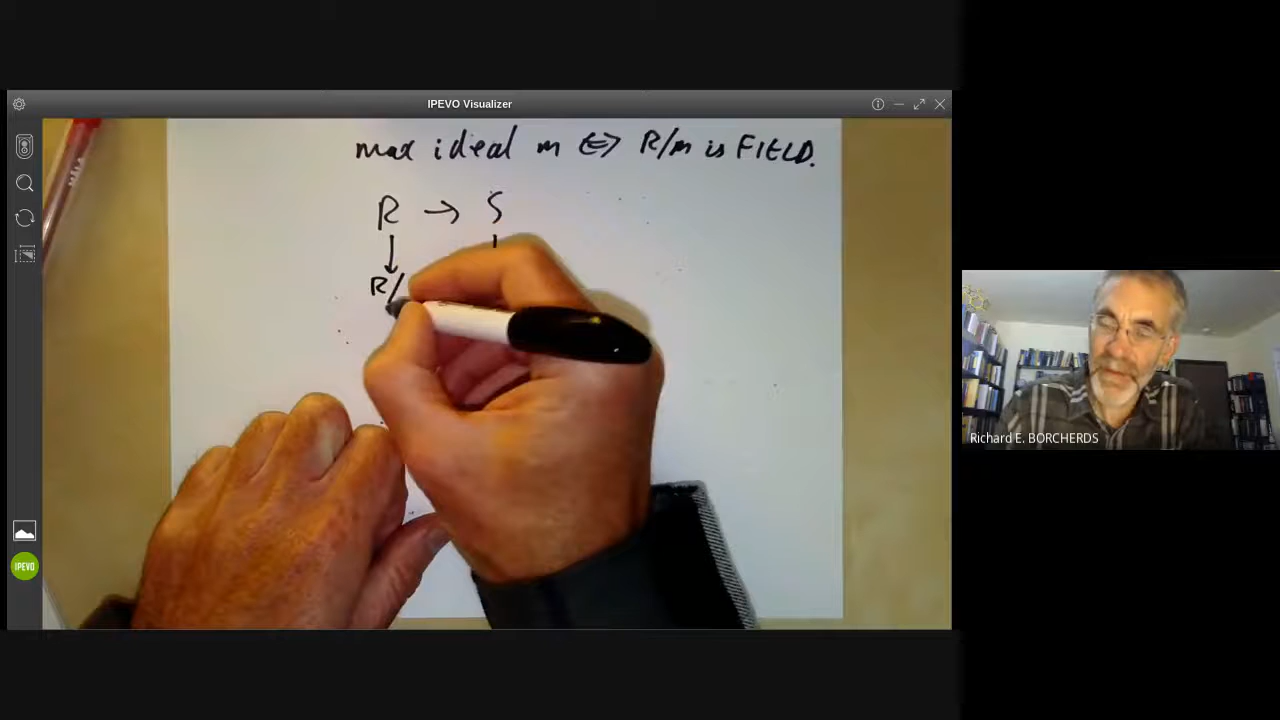 IPEVO Visualizer
max ideal m ⇔ R/m is FIELD.
R → S
↓
R/
Richard E. BORCHERDS
IPEVO